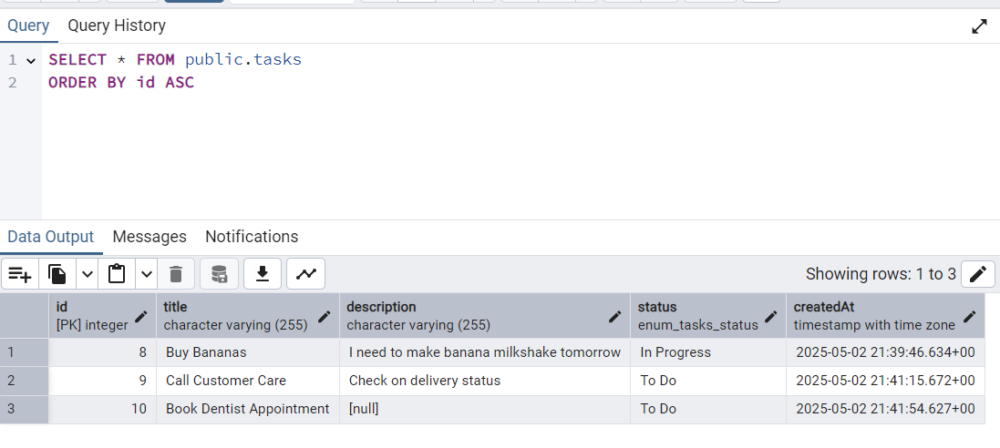 Query Query History
1 SELECT * FROM public.tasks
2 ORDER BY id ASC
Data Output Messages Notifications
Showing rows: 1 to 3
id title description status createdAt
[PK] integer character varying (255) character varying (255) enum_tasks_status timestamp with time zone
1 8 Buy Bananas I need to make banana milkshake tomorrow In Progress 2025-05-02 21:39:46.634+00
2 9 Call Customer Care Check on delivery status To Do 2025-05-02 21:41:15.672+00
3 10 Book Dentist Appointment [null] To Do 2025-05-02 21:41:54.627+00